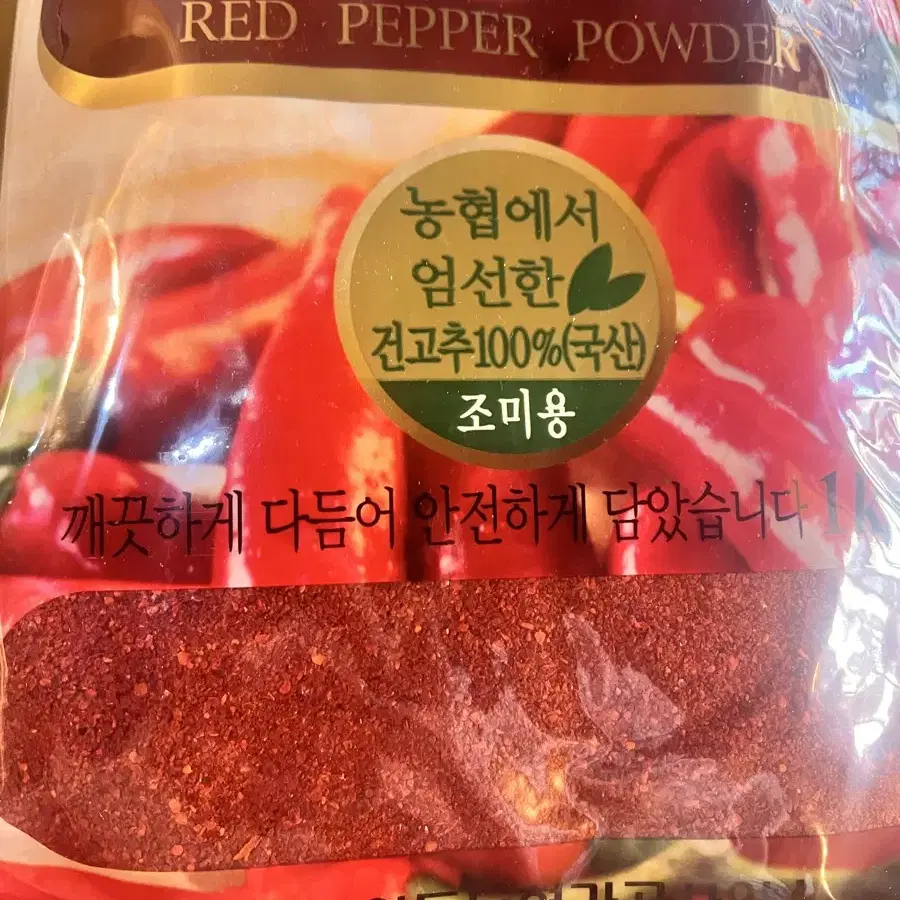 RED PEPPER POWDER
농협에서
엄선한
건고추100%(국산)
조미용
깨끗하게 다듬어 안전하게 담았습니다 1k